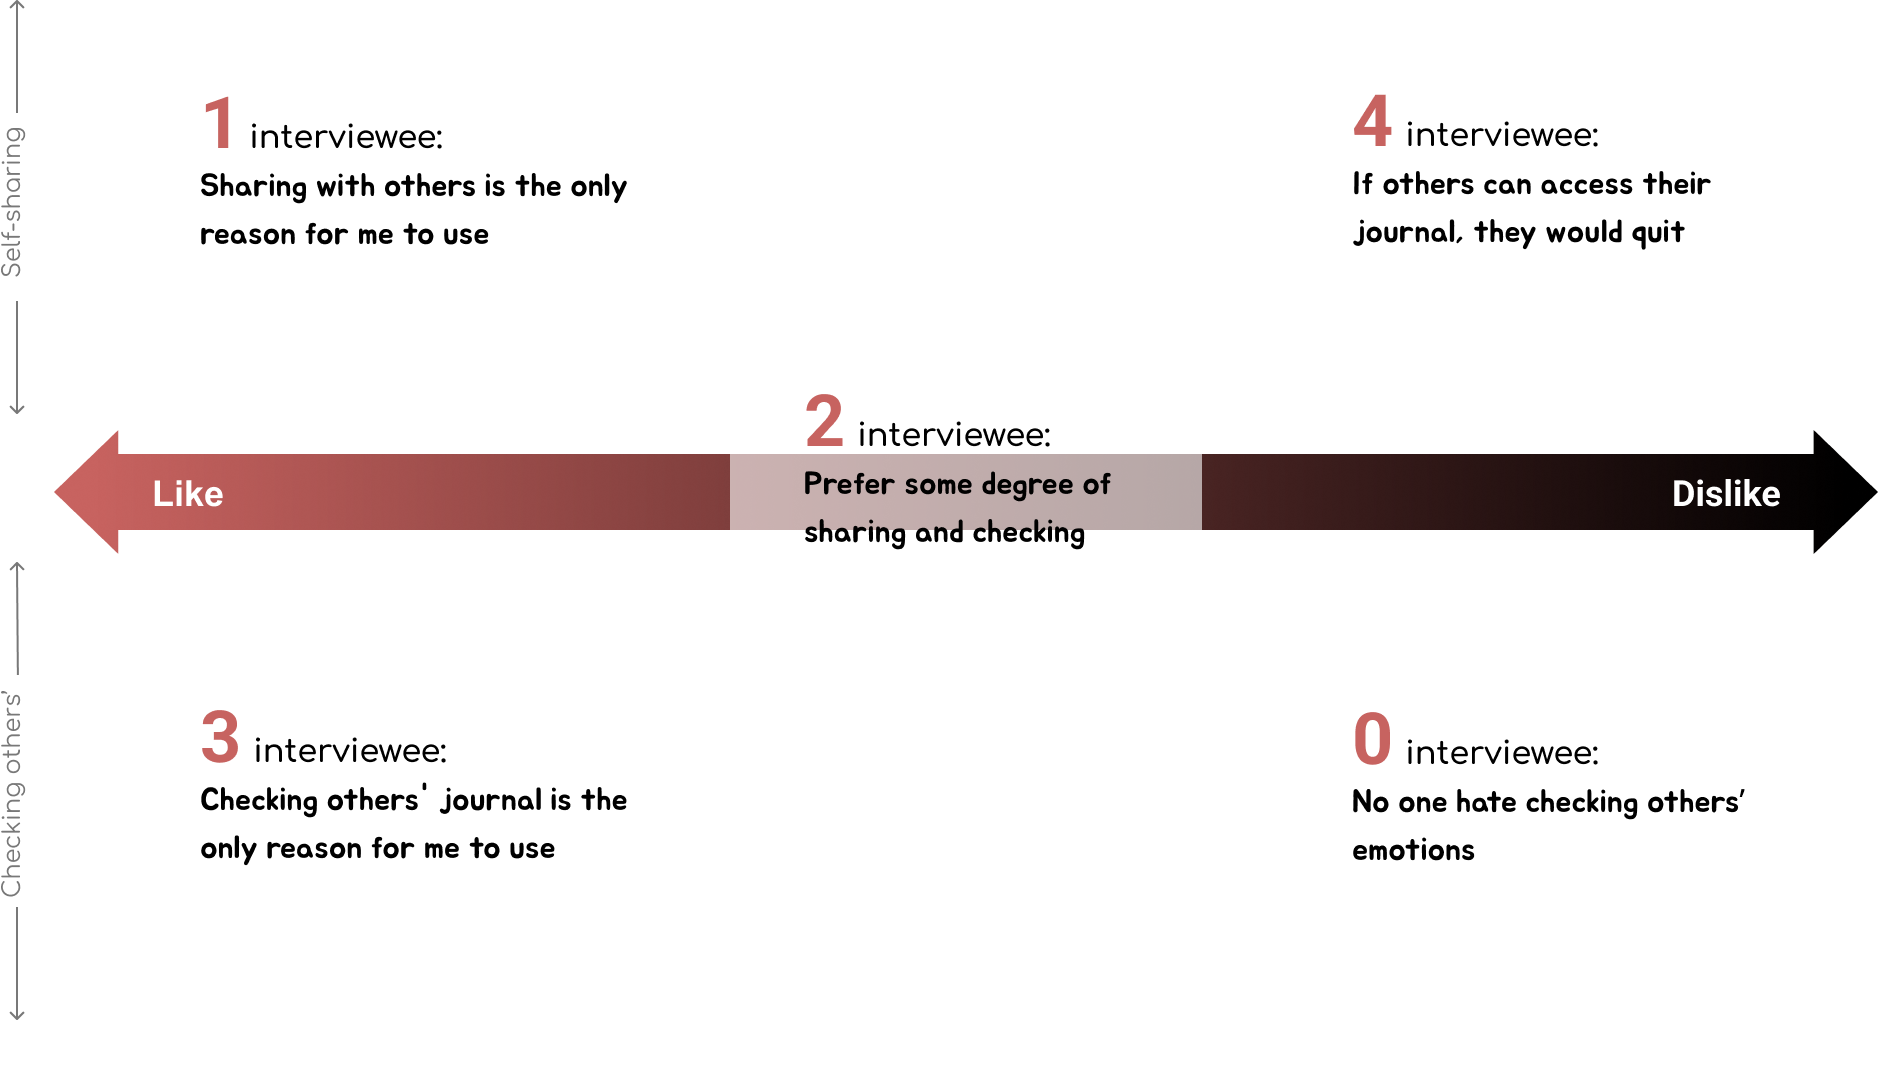 Self-sharing
1 interviewee:
Sharing with others is the only
reason for me to use
4 interviewee:
If others can access their
journal, they would quit
Like
2 interviewee:
Prefer some degree of
sharing and checking
Dislike
Checking others’
3 interviewee:
Checking others' journal is the
only reason for me to use
0 interviewee:
No one hate checking others’
emotions